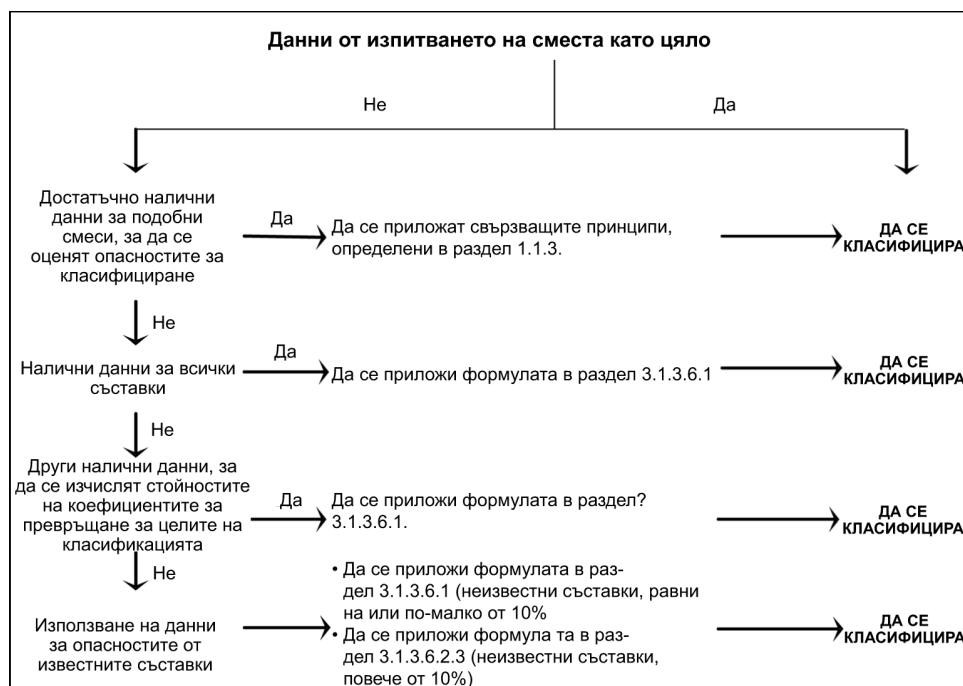 Данни от изпитването на сместа като цяло
Не
Да
Достатъчно налични
данни за подобни
смеси, за да се
оценят опасностите за
класифициране
Да
Да се приложат свързващите принципи,
определени в раздел 1.1.3.
ДА СЕ
КЛАСИФИЦИРА
Не
Налични данни за всички
съставки
Да
Да се приложи формулата в раздел 3.1.3.6.1
ДА СЕ
КЛАСИФИЦИРА
Не
Други налични данни, за
да се изчислят стойностите
на коефициентите за
превръщане за целите на
класификацията
Да
Да се приложи формулата в раздел?
3.1.3.6.1.
ДА СЕ
КЛАСИФИЦИРА
Не
Използване на данни
за опасностите от
известните съставки
• Да се приложи формулата в раз-
дел 3.1.3.6.1 (неизвестни съставки, равни
на или по-малко от 10%
• Да се приложи формула та в раз-
дел 3.1.3.6.2.3 (неизвестни съставки,
повече от 10%)
ДА СЕ
КЛАСИФИЦИРА